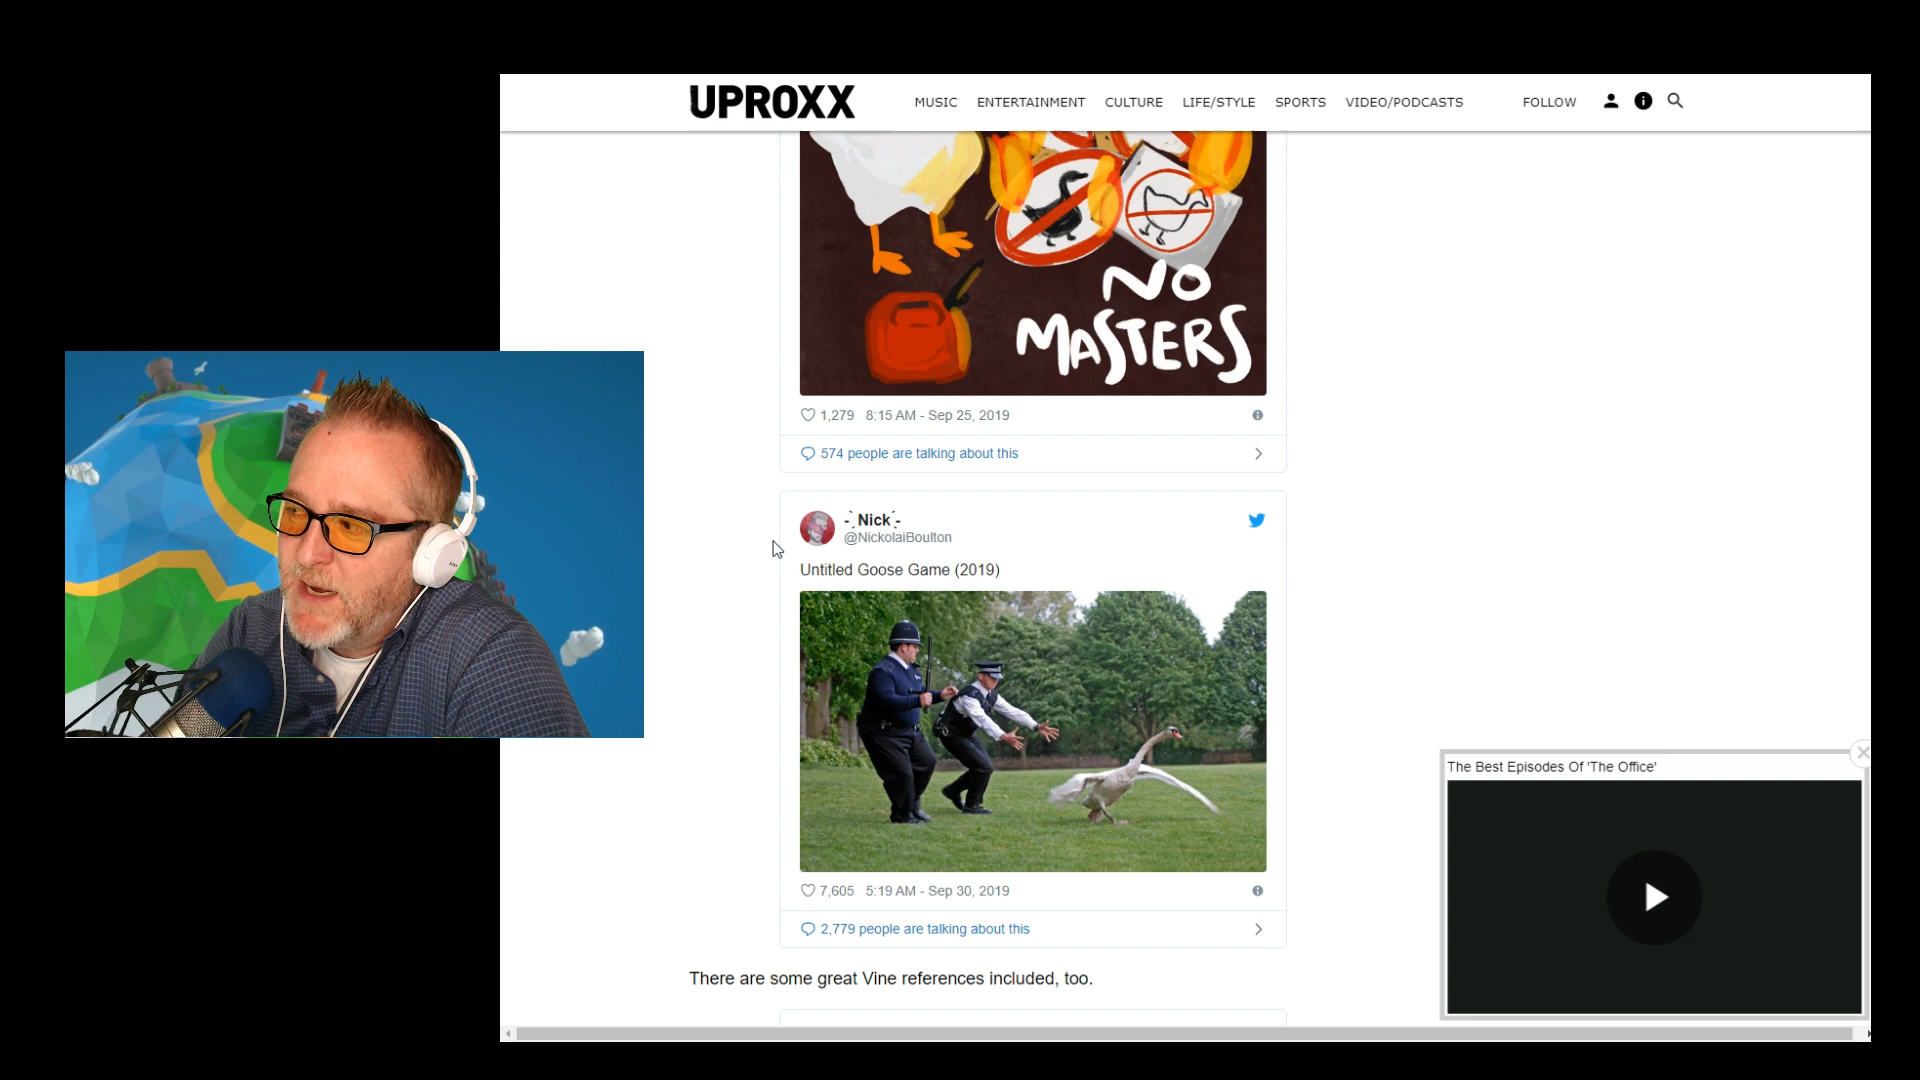 UPROXX
MUSIC ENTERTAINMENT CULTURE LIFE/STYLE SPORTS VIDEO/PODCASTS FOLLOW
NO
MASTERS
1,279 8:15 AM - Sep 25, 2019
574 people are talking about this
- ̀ˏ Nick ˎ ́-
@NickolaiBoulton
Untitled Goose Game (2019)
7,605 5:19 AM - Sep 30, 2019
2,779 people are talking about this
There are some great Vine references included, too.
The Best Episodes Of 'The Office'